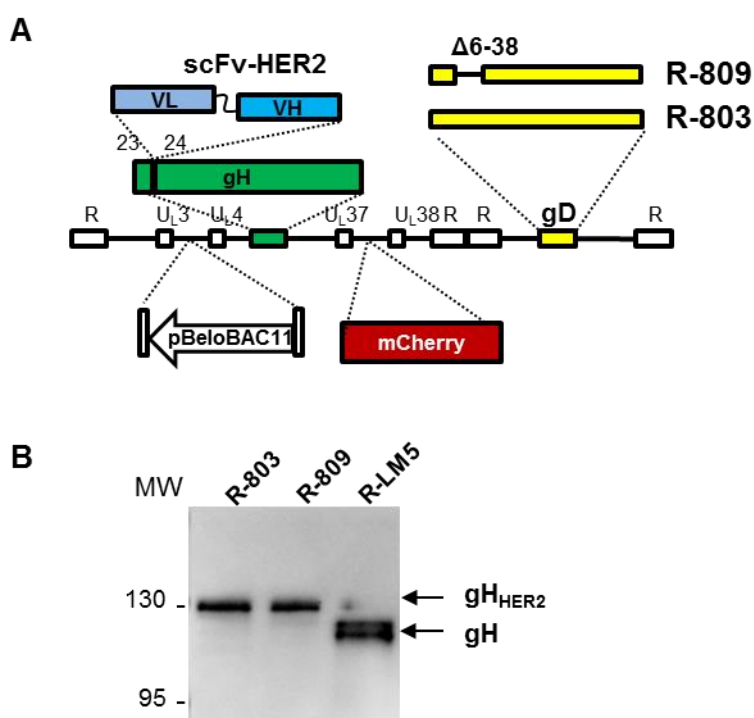 A
scFv-HER2
VL
VH
Δ6-38
R-809
R-803
23
24
gH
R
UL3
UL4
UL37
UL38
R
R
gD
R
pBeloBAC11
mCherry
B
MW
R-803
R-809
R-LM5
130
gHHER2
gH
95